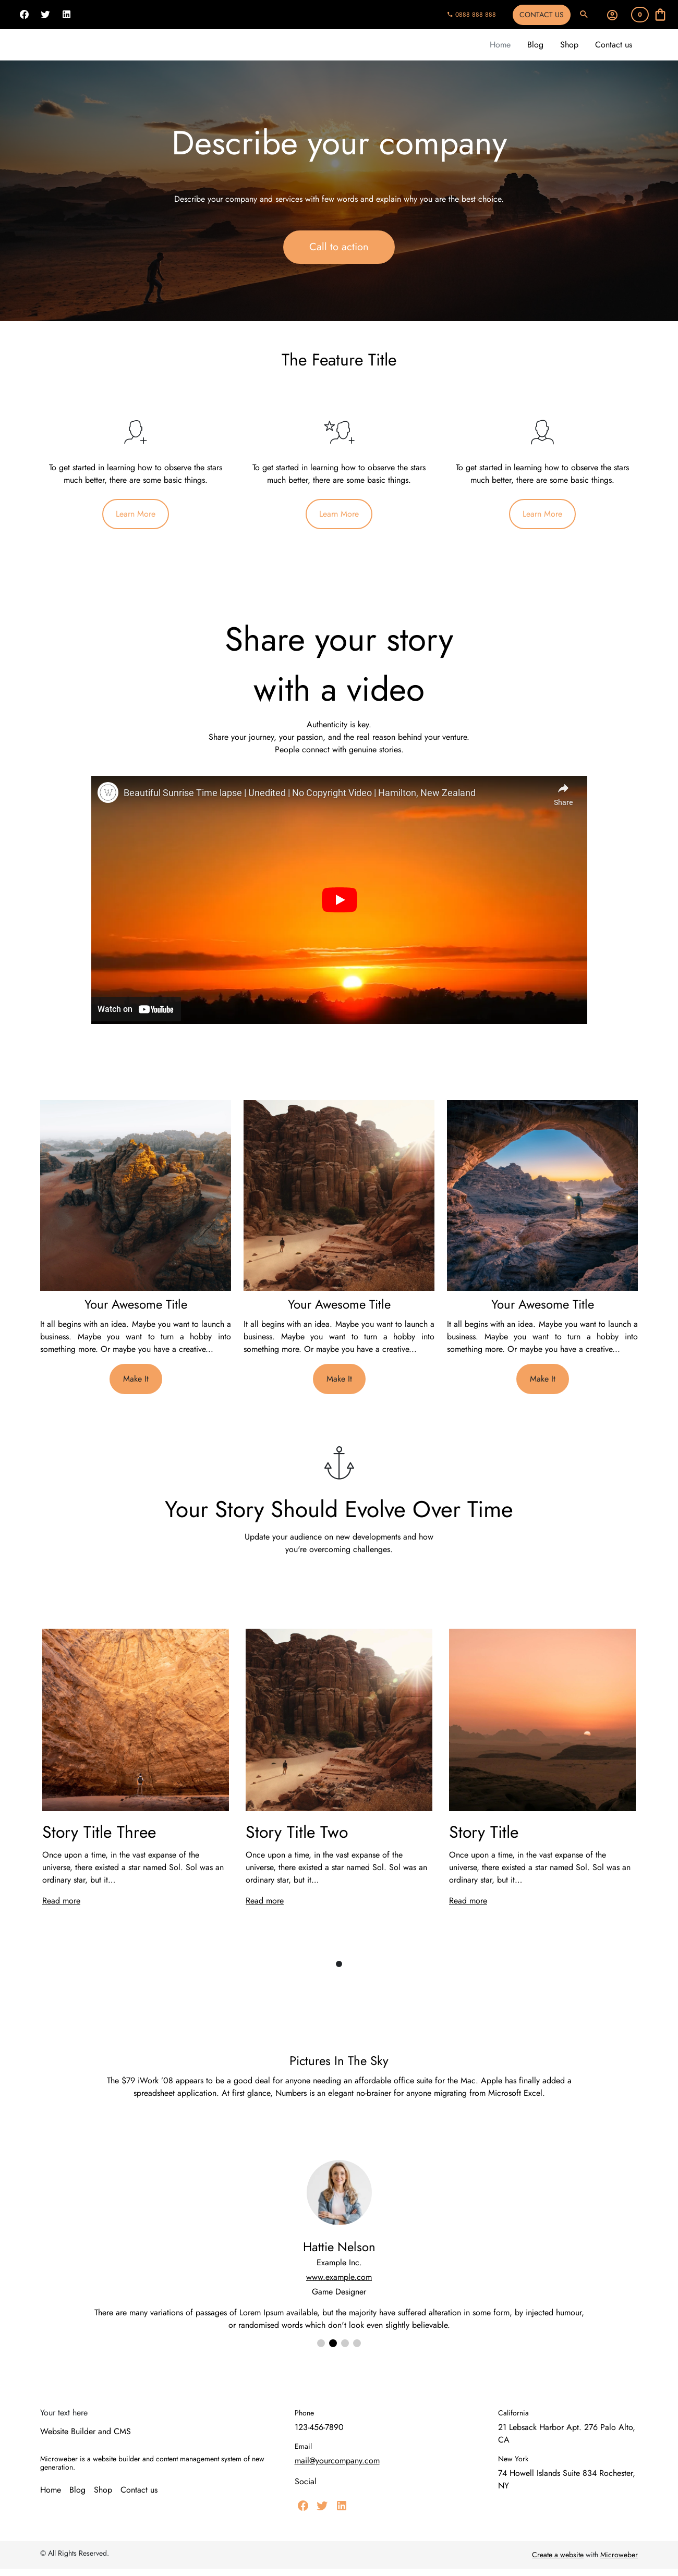 0888 888 888
CONTACT US
0
Home
Blog
Shop
Contact us
Describe your company
Describe your company and services with few words and explain why you are the best choice.
Call to action
The Feature Title
To get started in learning how to observe the stars
much better, there are some basic things.
Learn More
To get started in learning how to observe the stars
much better, there are some basic things.
Learn More
To get started in learning how to observe the stars
much better, there are some basic things.
Learn More
Share your story
with a video
Authenticity is key.
Share your journey, your passion, and the real reason behind your venture.
People connect with genuine stories.
W
Beautiful Sunrise Time lapse | Unedited | No Copyright Video | Hamilton, New Zealand
Share
Watch on YouTube
Your Awesome Title
It all begins with an idea. Maybe you want to launch a
business. Maybe you want to turn a hobby into
something more. Or maybe you have a creative...
Make It
Your Awesome Title
It all begins with an idea. Maybe you want to launch a
business. Maybe you want to turn a hobby into
something more. Or maybe you have a creative...
Make It
Your Awesome Title
It all begins with an idea. Maybe you want to launch a
business. Maybe you want to turn a hobby into
something more. Or maybe you have a creative...
Make It
Your Story Should Evolve Over Time
Update your audience on new developments and how
you're overcoming challenges.
Story Title Three
Once upon a time, in the vast expanse of the
universe, there existed a star named Sol. Sol was an
ordinary star, but it...
Read more
Story Title Two
Once upon a time, in the vast expanse of the
universe, there existed a star named Sol. Sol was an
ordinary star, but it...
Read more
Story Title
Once upon a time, in the vast expanse of the
universe, there existed a star named Sol. Sol was an
ordinary star, but it...
Read more
Pictures In The Sky
The $79 iWork '08 appears to be a good deal for anyone needing an affordable office suite for the Mac. Apple has finally added a
spreadsheet application. At first glance, Numbers is an elegant no-brainer for anyone migrating from Microsoft Excel.
Hattie Nelson
Example Inc.
www.example.com
Game Designer
There are many variations of passages of Lorem Ipsum available, but the majority have suffered alteration in some form, by injected humour,
or randomised words which don't look even slightly believable.
Your text here
Website Builder and CMS
Microweber is a website builder and content management system of new
generation.
Home Blog Shop Contact us
Phone
123-456-7890
Email
mail@yourcompany.com
Social
California
21 Lebsack Harbor Apt. 276 Palo Alto,
CA
New York
74 Howell Islands Suite 834 Rochester,
NY
© All Rights Reserved.
Create a website with Microweber